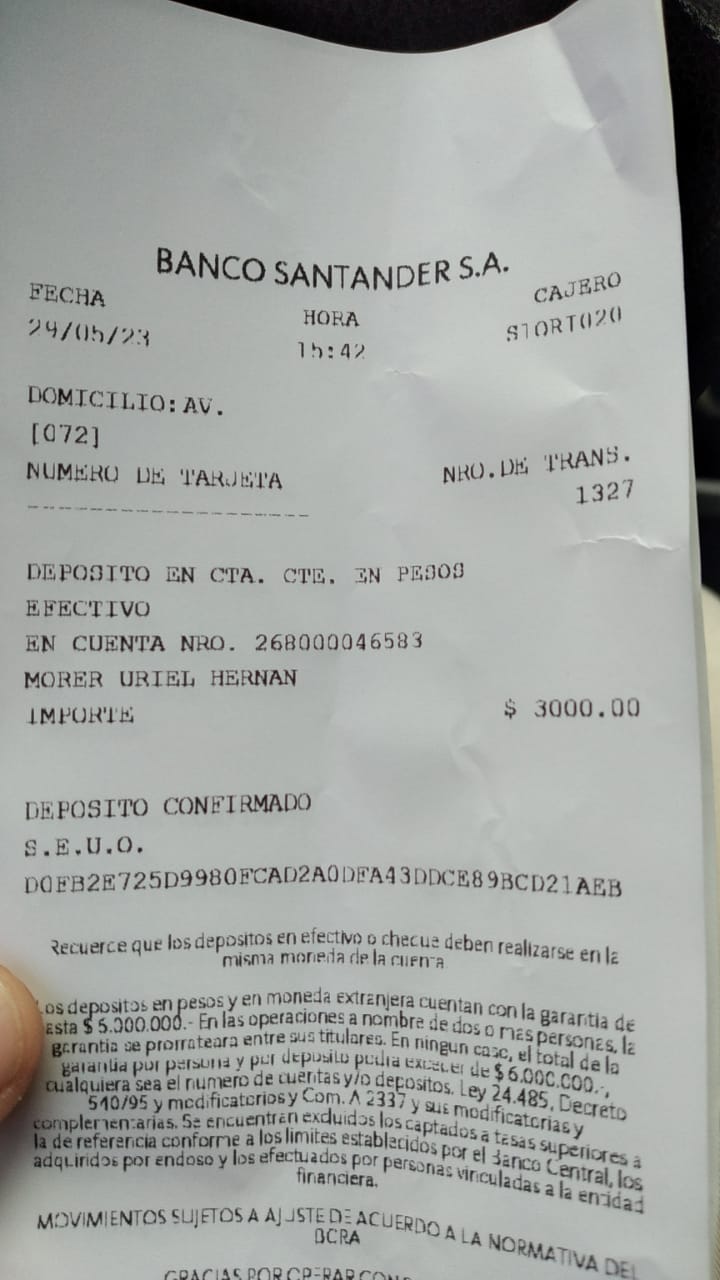 BANCO SANTANDER S.A.
FECHA HORA CAJERO
29/05/23 15:42 S1ORT020
DOMICILIO: AV.
[072]
NUMERO DE TARJETA NRO. DE TRANS.
1327
DEPOSITO EN CTA. CTE. EN PESOS
EFECTIVO
EN CUENTA NRO. 268000046583
MORER URIEL HERNAN
IMPORTE $ 3000.00
DEPOSITO CONFIRMADO
S.E.U.O.
D0FB2E725D9980FCAD2A0DFA43DDCE89BCD21AEB
Recuerce que los depositos en efectivo o cheque deben realizarse en la
misma moneda de la cuenta
Los depositos en pesos y en moneda extranjera cuentan con la garantia de
asta $ 5.000.000.- En las operaciones a nombre de dos o mas personas, la
garantia se prorrateara entre sus titulares. En ningun caso, el total de la
garantia por persona y por deposito podra exceder de $ 6.000.000.-,
cualquiera sea el numero de cuentas y/o depositos. Ley 24.485, Decreto
540/95 y modificatorios y Com. A 2337 y sus modificatorias y
complementarias. Se encuentran excluidos los captados a tasas superiores a
la de referencia conforme a los limites establecidos por el Banco Central, los
adquiridos por endoso y los efectuados por personas vinculadas a la entidad
financiera.
MOVIMIENTOS SUJETOS A AJUSTE DE ACUERDO A LA NORMATIVA DEL
BCRA
GRACIAS POR OPERAR CON